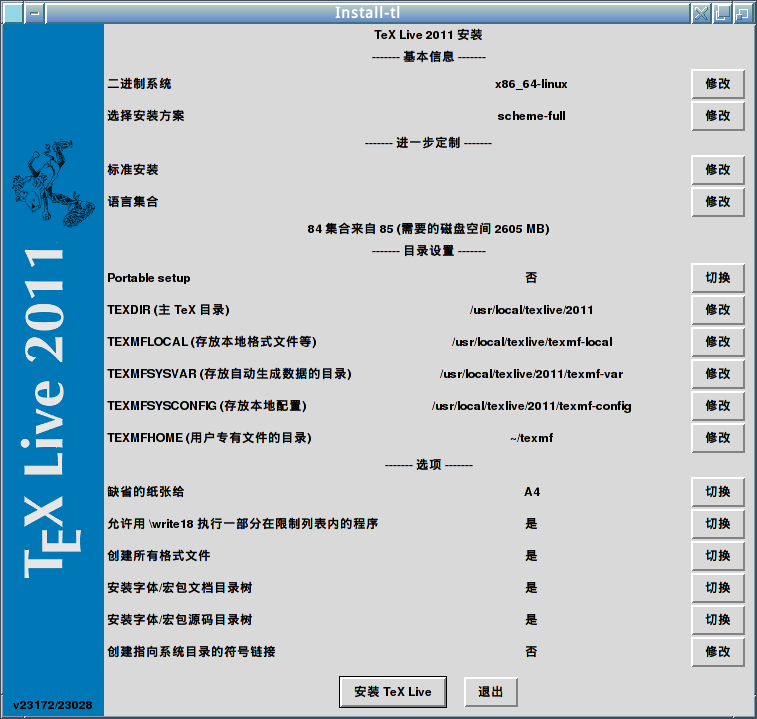 Install-tl
TeX Live 2011 安装
------- 基本信息 -------
二进制系统 x86_64-linux 修改
选择安装方案 scheme-full 修改
------- 进一步定制 -------
标准安装 修改
语言集合 修改
84 集合来自 85 (需要的磁盘空间 2605 MB)
------- 目录设置 -------
Portable setup 否 切换
TEXDIR (主 TeX 目录) /usr/local/texlive/2011 修改
TEXMFLOCAL (存放本地格式文件等) /usr/local/texlive/texmf-local 修改
TEXMFSYSVAR (存放自动生成数据的目录) /usr/local/texlive/2011/texmf-var 修改
TEXMFSYSCONFIG (存放本地配置) /usr/local/texlive/2011/texmf-config 修改
TEXMFHOME (用户专有文件的目录) ~/texmf 修改
------- 选项 -------
缺省的纸张给 A4 切换
允许用 \write18 执行一部分在限制列表内的程序 是 切换
创建所有格式文件 是 切换
安装字体/宏包文档目录树 是 切换
安装字体/宏包源码目录树 是 切换
创建指向系统目录的符号链接 否 修改
安装 TeX Live 退出
TEX Live 2011
v23172/23028